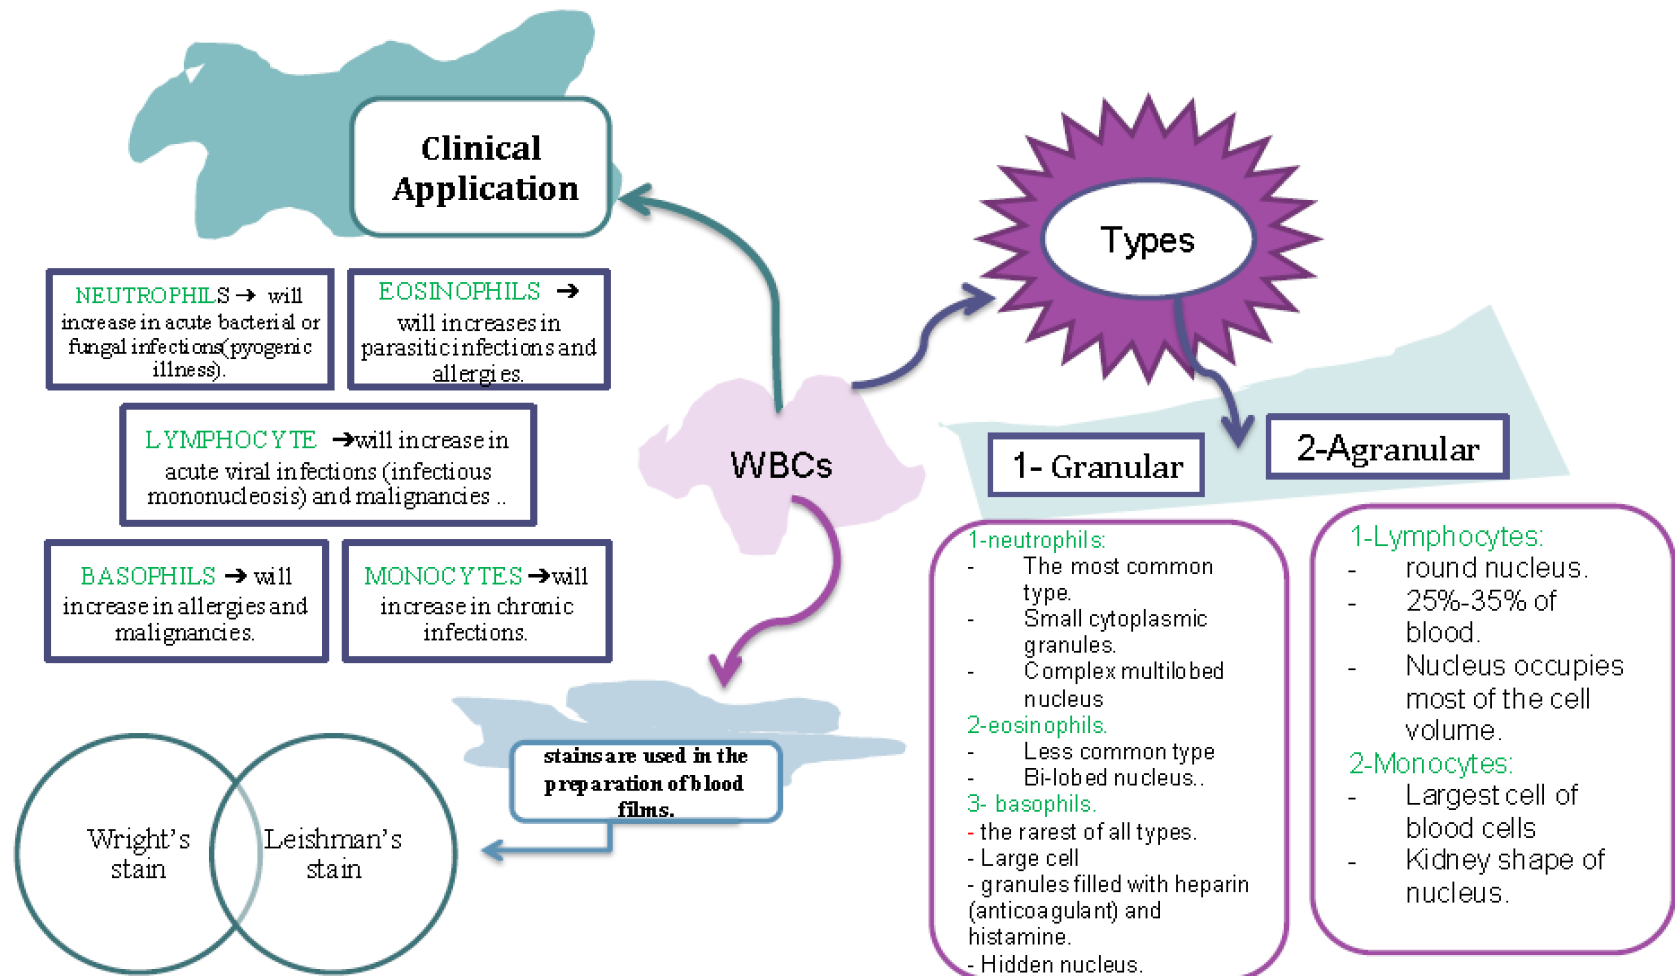 Clinical
Application
NEUTROPHILS → will
increase in acute bacterial or
fungal infections(pyogenic
illness).
EOSINOPHILS →
will increases in
parasitic infections and
allergies.
LYMPHOCYTE →will increase in
acute viral infections (infectious
mononucleosis) and malignancies ..
BASOPHILS → will
increase in allergies and
malignancies.
MONOCYTES →will
increase in chronic
infections.
WBCs
Types
1- Granular
2-Agranular
1-neutrophils:
- The most common
type.
- Small cytoplasmic
granules.
- Complex multilobed
nucleus
2-eosinophils.
- Less common type
- Bi-lobed nucleus..
3- basophils.
- the rarest of all types.
- Large cell
- granules filled with heparin
(anticoagulant) and
histamine.
- Hidden nucleus.
1-Lymphocytes:
- round nucleus.
- 25%-35% of
blood.
- Nucleus occupies
most of the cell
volume.
2-Monocytes:
- Largest cell of
blood cells
- Kidney shape of
nucleus.
stains are used in the
preparation of blood
films.
Wright's
stain
Leishman's
stain